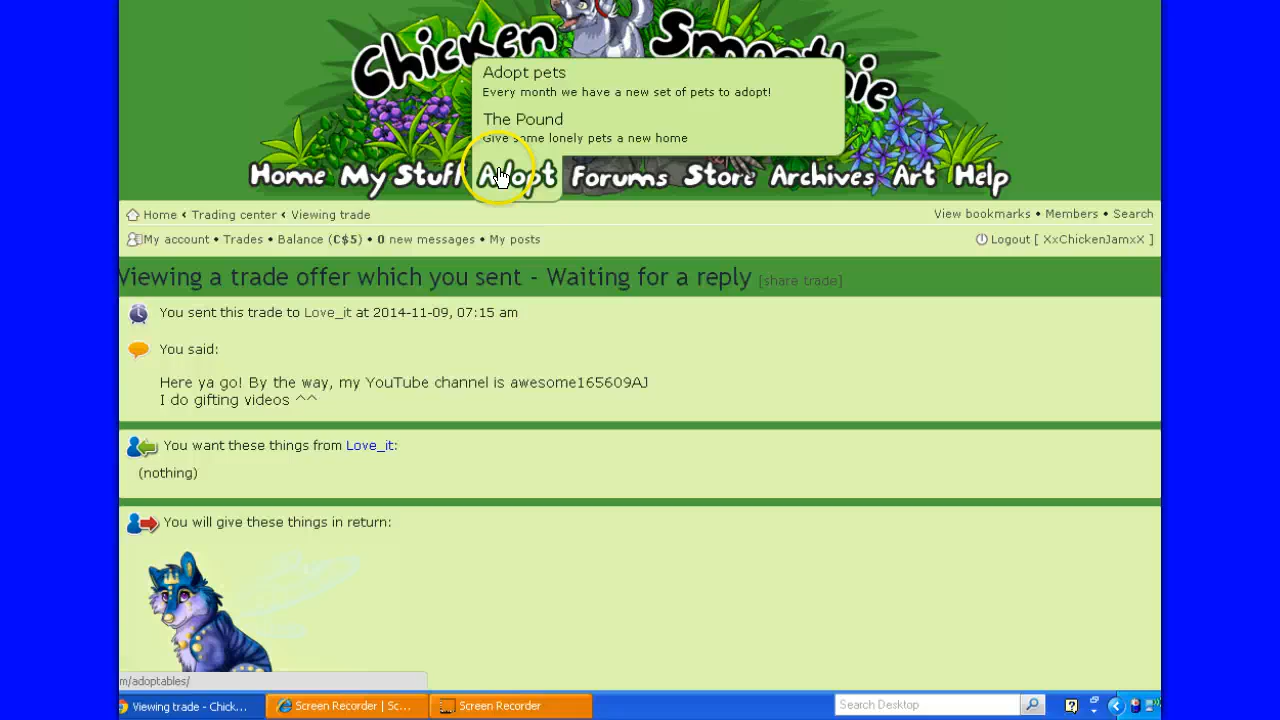 Chicken Smoothie
Adopt pets
Every month we have a new set of pets to adopt!
The Pound
Give some lonely pets a new home
Home My Stuff Adopt Forums Store Archives Art Help
Home ‹ Trading center ‹ Viewing trade
View bookmarks • Members • Search
My account • Trades • Balance (C$5) • 0 new messages • My posts
Logout [ XxChickenJamxX ]
Viewing a trade offer which you sent - Waiting for a reply [share trade]
You sent this trade to Love_it at 2014-11-09, 07:15 am
You said:
Here ya go! By the way, my YouTube channel is awesome165609AJ
I do gifting videos ^^
You want these things from Love_it:
(nothing)
You will give these things in return:
m/adoptables/
Viewing trade - Chick...
Screen Recorder | Sc...
Screen Recorder
Search Desktop